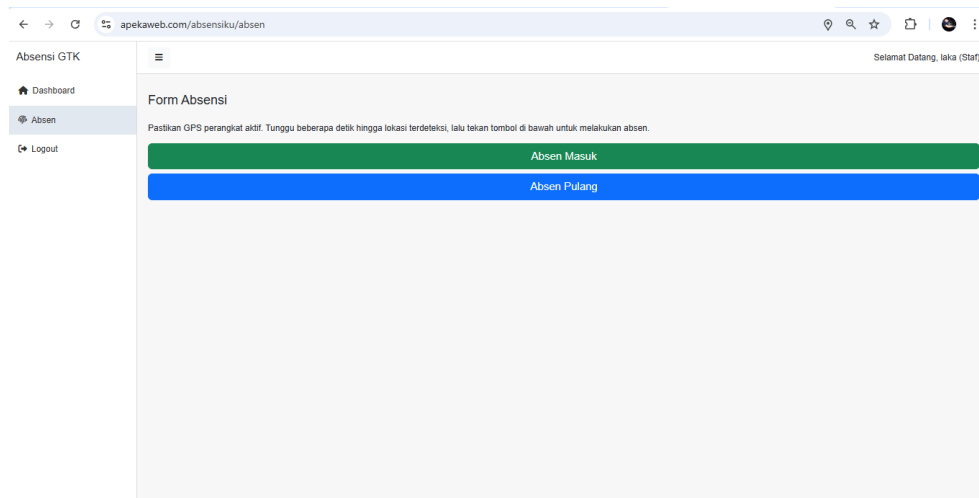 apekaweb.com/absensiku/absen
Absensi GTK
Selamat Datang, laka (Staf)
Dashboard
Absen
Logout
Form Absensi
Pastikan GPS perangkat aktif. Tunggu beberapa detik hingga lokasi terdeteksi, lalu tekan tombol di bawah untuk melakukan absen.
Absen Masuk
Absen Pulang